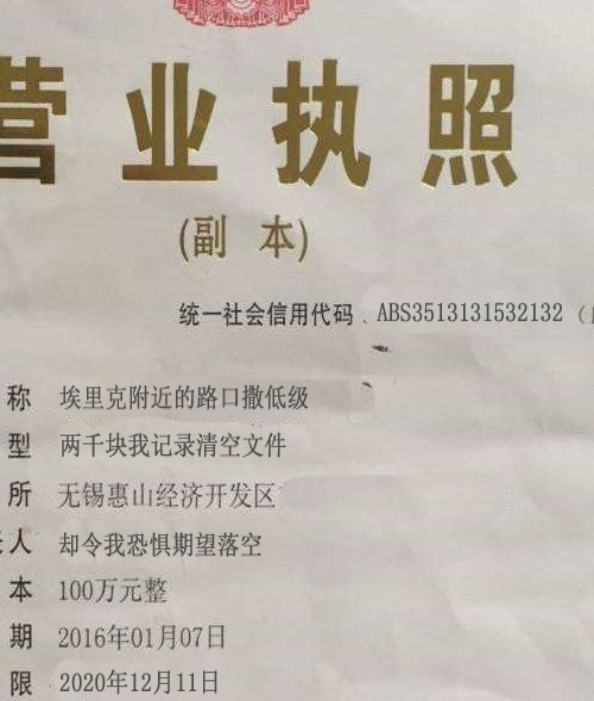 营业执照
(副 本)
统一社会信用代码 ABS3513131532132
称 埃里克附近的路口撒低级
型 两千块我记录清空文件
所 无锡惠山经济开发区
人 却令我恐惧期望落空
本 100万元整
期 2016年01月07日
限 2020年12月11日